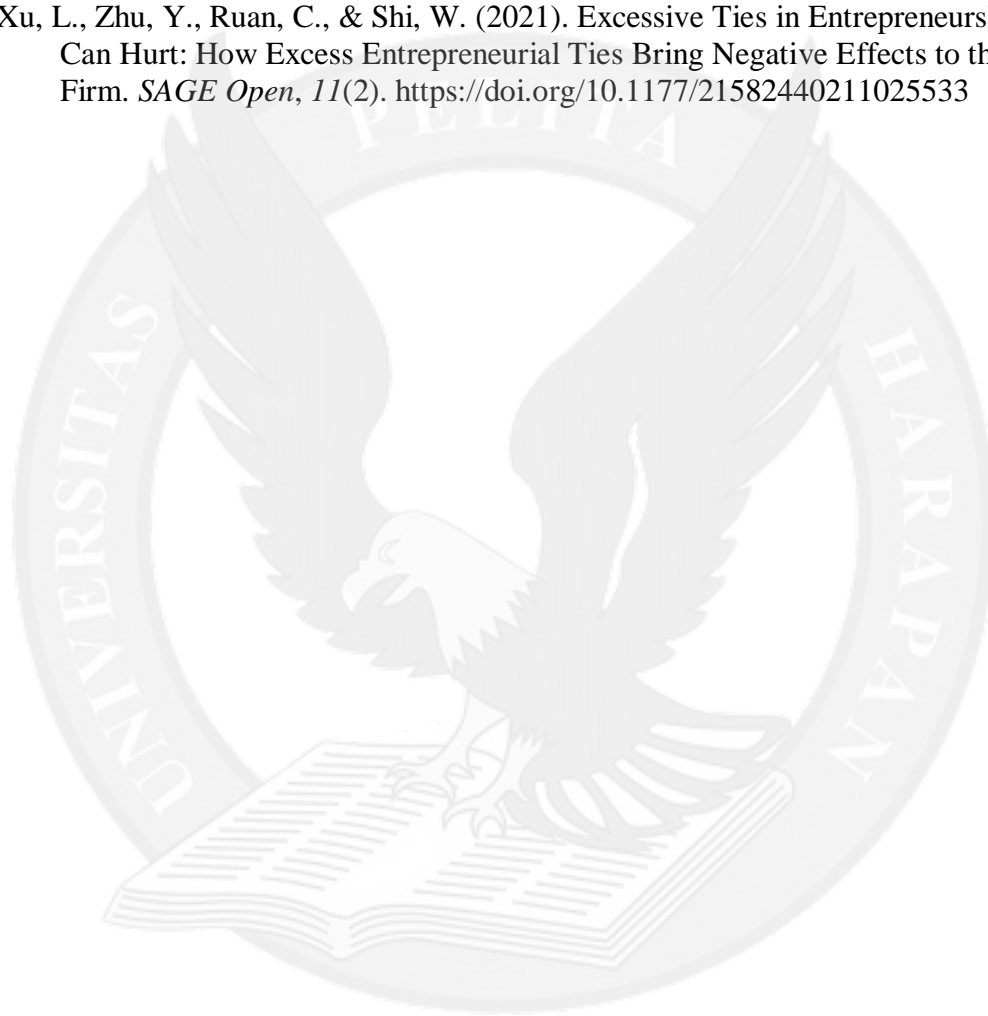 Xu, L., Zhu, Y., Ruan, C., & Shi, W. (2021). Excessive Ties in Entrepreneurs
Can Hurt: How Excess Entrepreneurial Ties Bring Negative Effects to th
Firm. SAGE Open, 11(2). https://doi.org/10.1177/21582440211025533
UNIVERSITAS PELITA HARAPAN